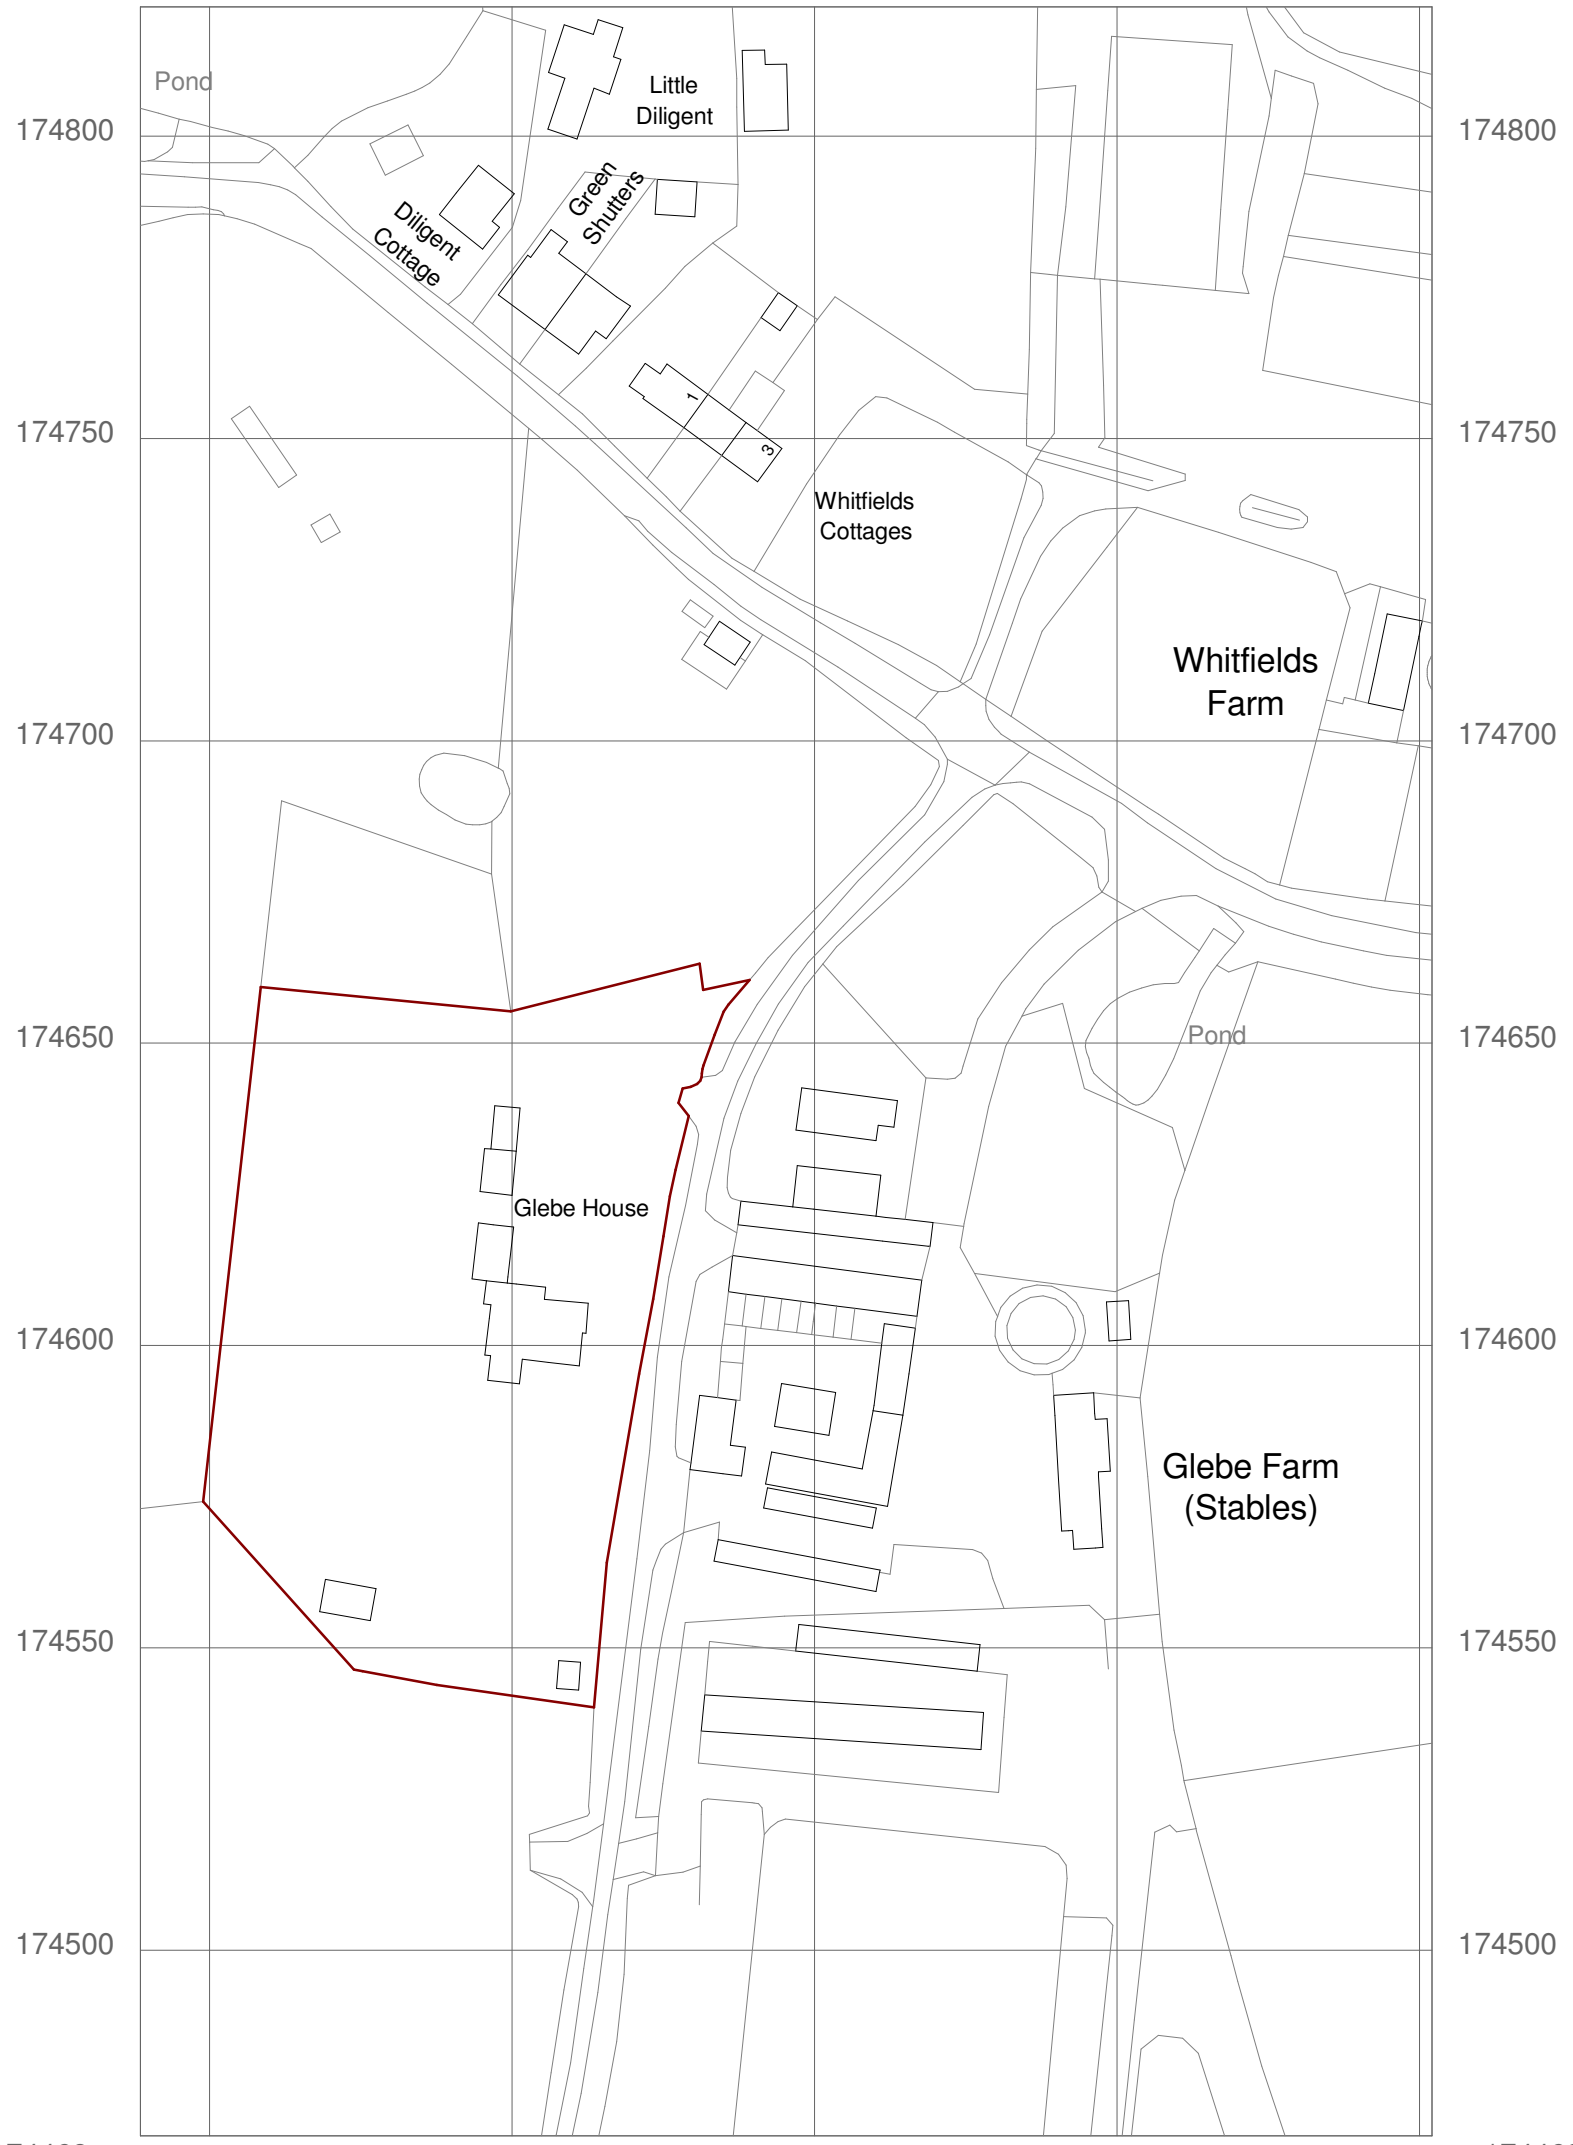 Pond
Little
Diligent
174800
174800
Green
Shutters
Diligent
Cottage
1
3
174750
174750
Whitfields
Cottages
Whitfields
Farm
174700
174700
174650
174650
Pond
Glebe House
174600
174600
Glebe Farm
(Stables)
174550
174550
174500
174500